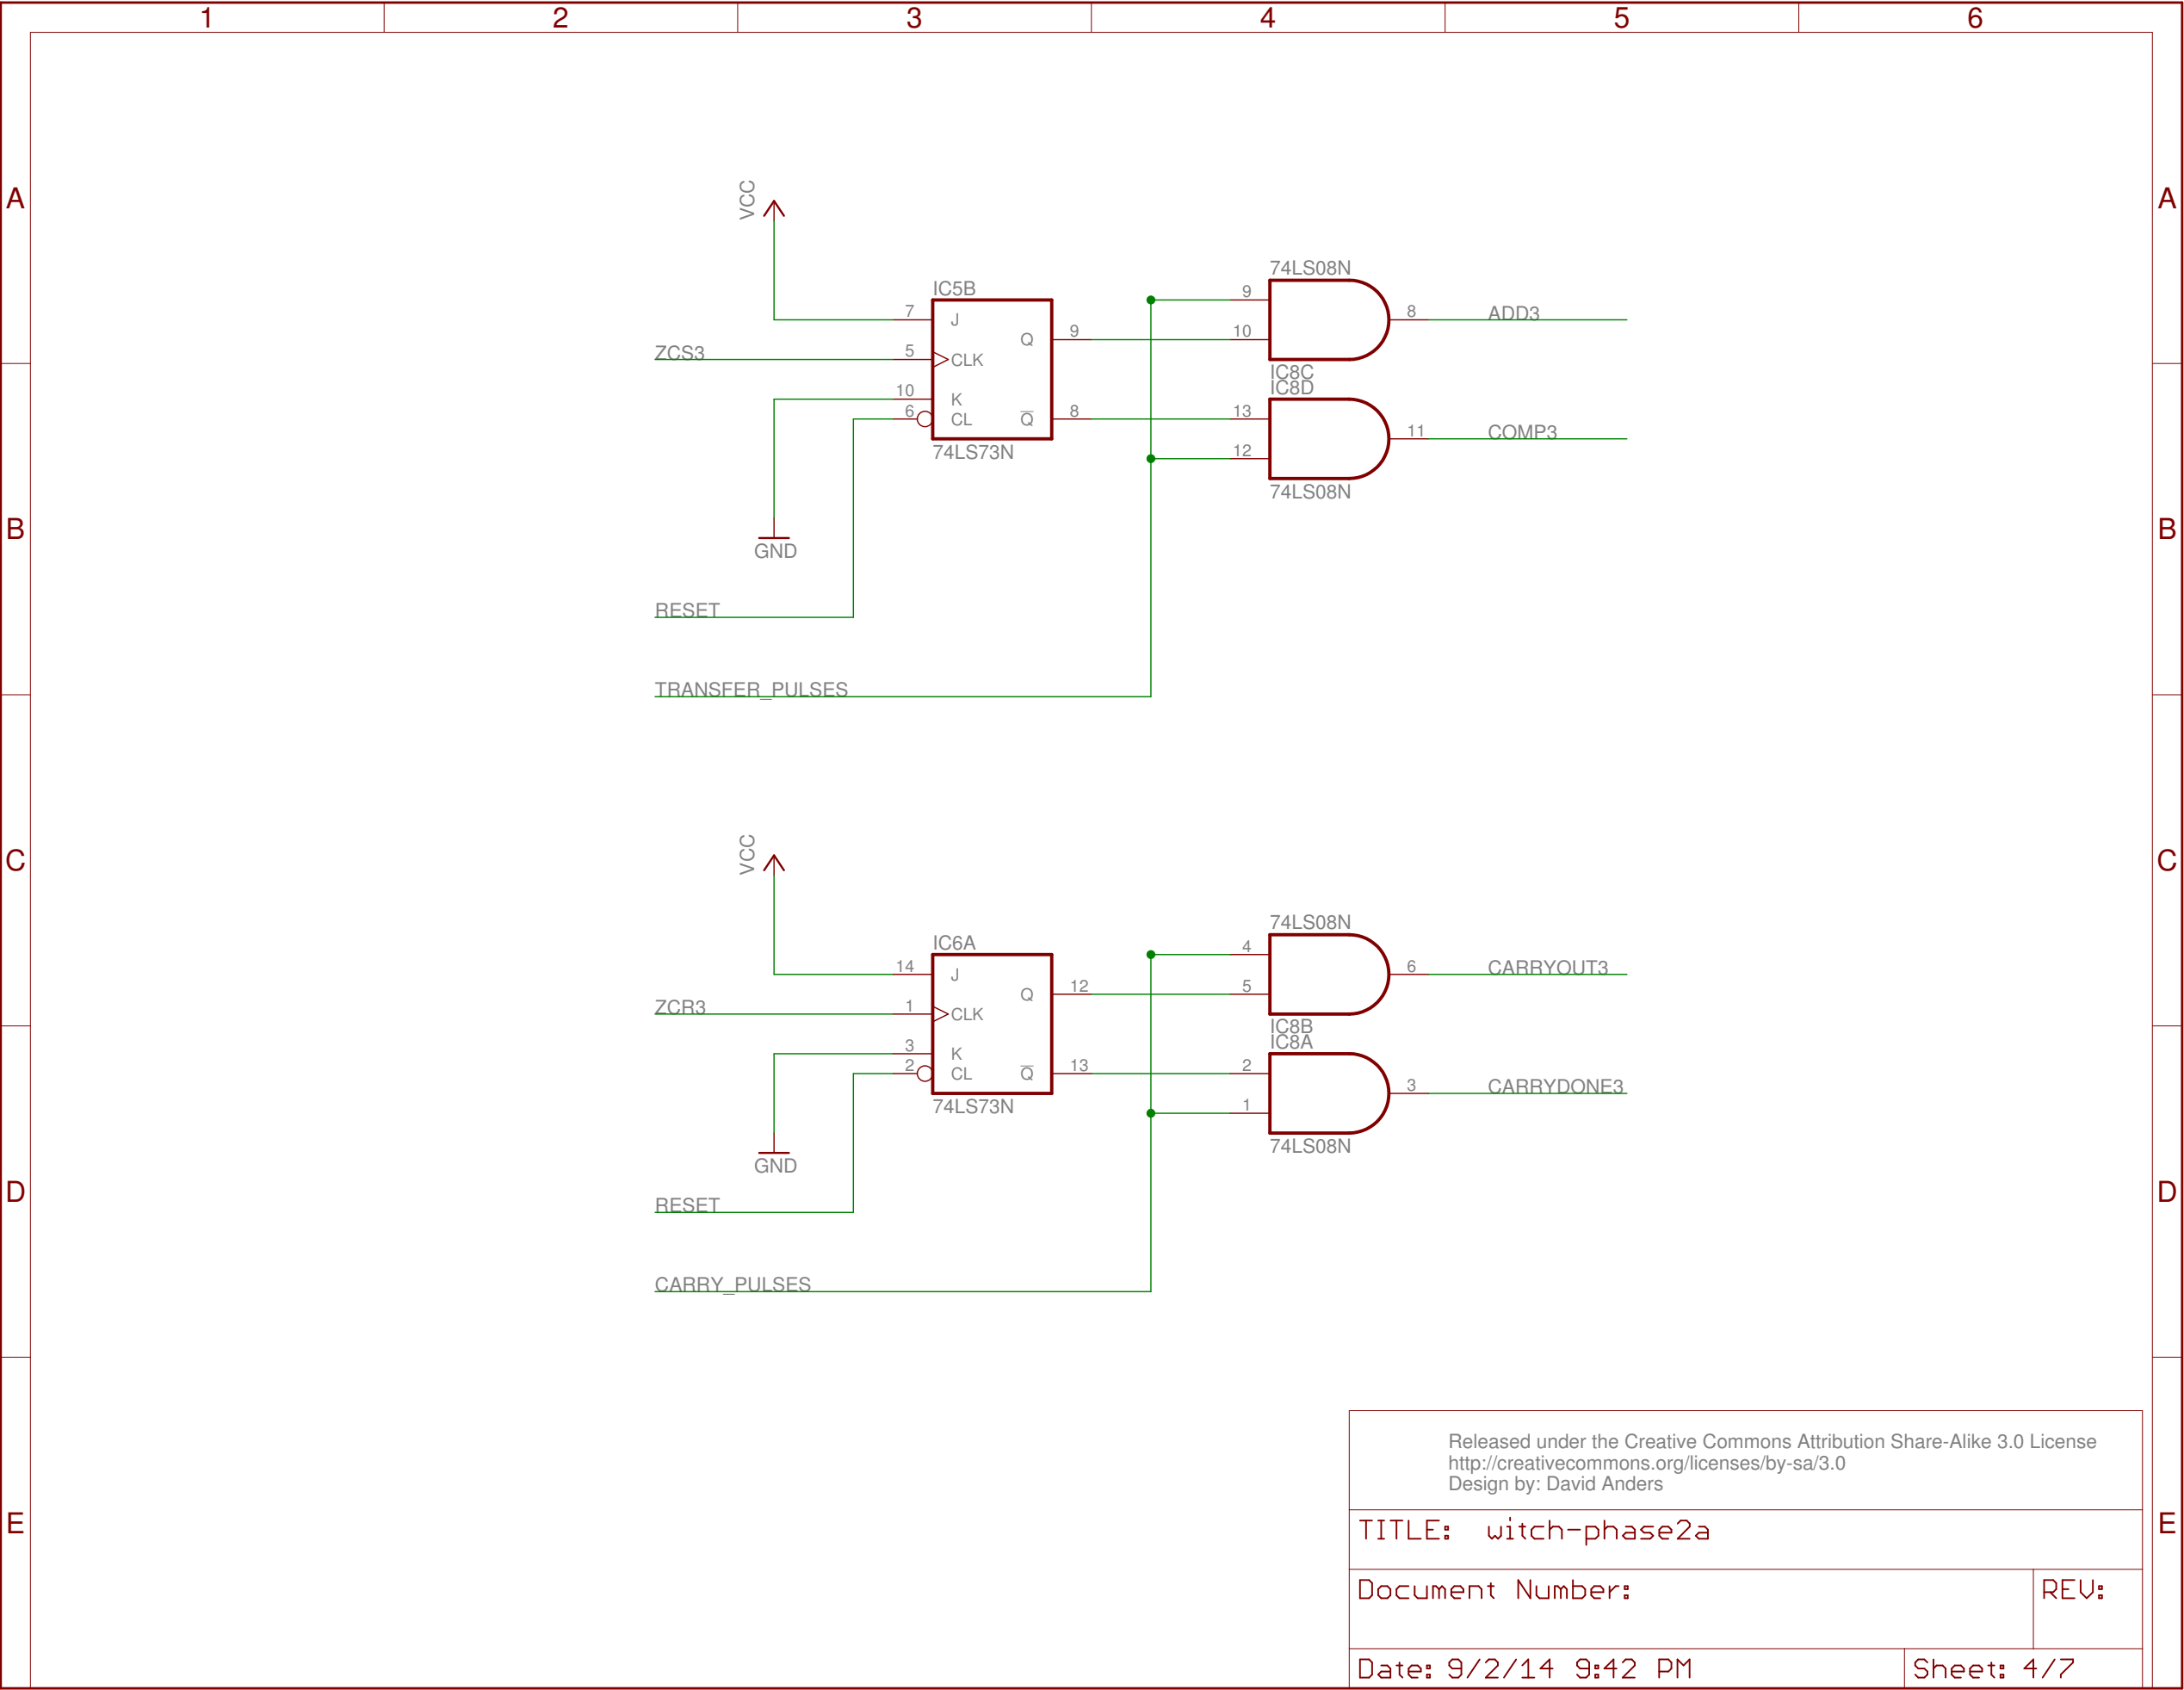 1 2 3 4 5 6
A A
VCC
74LS08N
IC5B
7 J
9
8 ADD3
Q 9
10
ZCS3 5 CLK
IC8C
IC8D
10 K
6 CL
Q 8
13
11 COMP3
12
74LS73N
74LS08N
B B
GND
RESET
TRANSFER_PULSES
C C
VCC
74LS08N
IC6A
14 J
4
6 CARRYOUT3
Q 12
5
ZCR3 1 CLK
IC8B
IC8A
3 K
2 CL
Q 13
2
3 CARRYDONE3
1
74LS73N
74LS08N
GND
D D
RESET
CARRY_PULSES
Released under the Creative Commons Attribution Share-Alike 3.0 License
http://creativecommons.org/licenses/by-sa/3.0
Design by: David Anders
E E
TITLE: witch-phase2a
Document Number:
REV:
Date: 9/2/14 9:42 PM
Sheet: 4/7